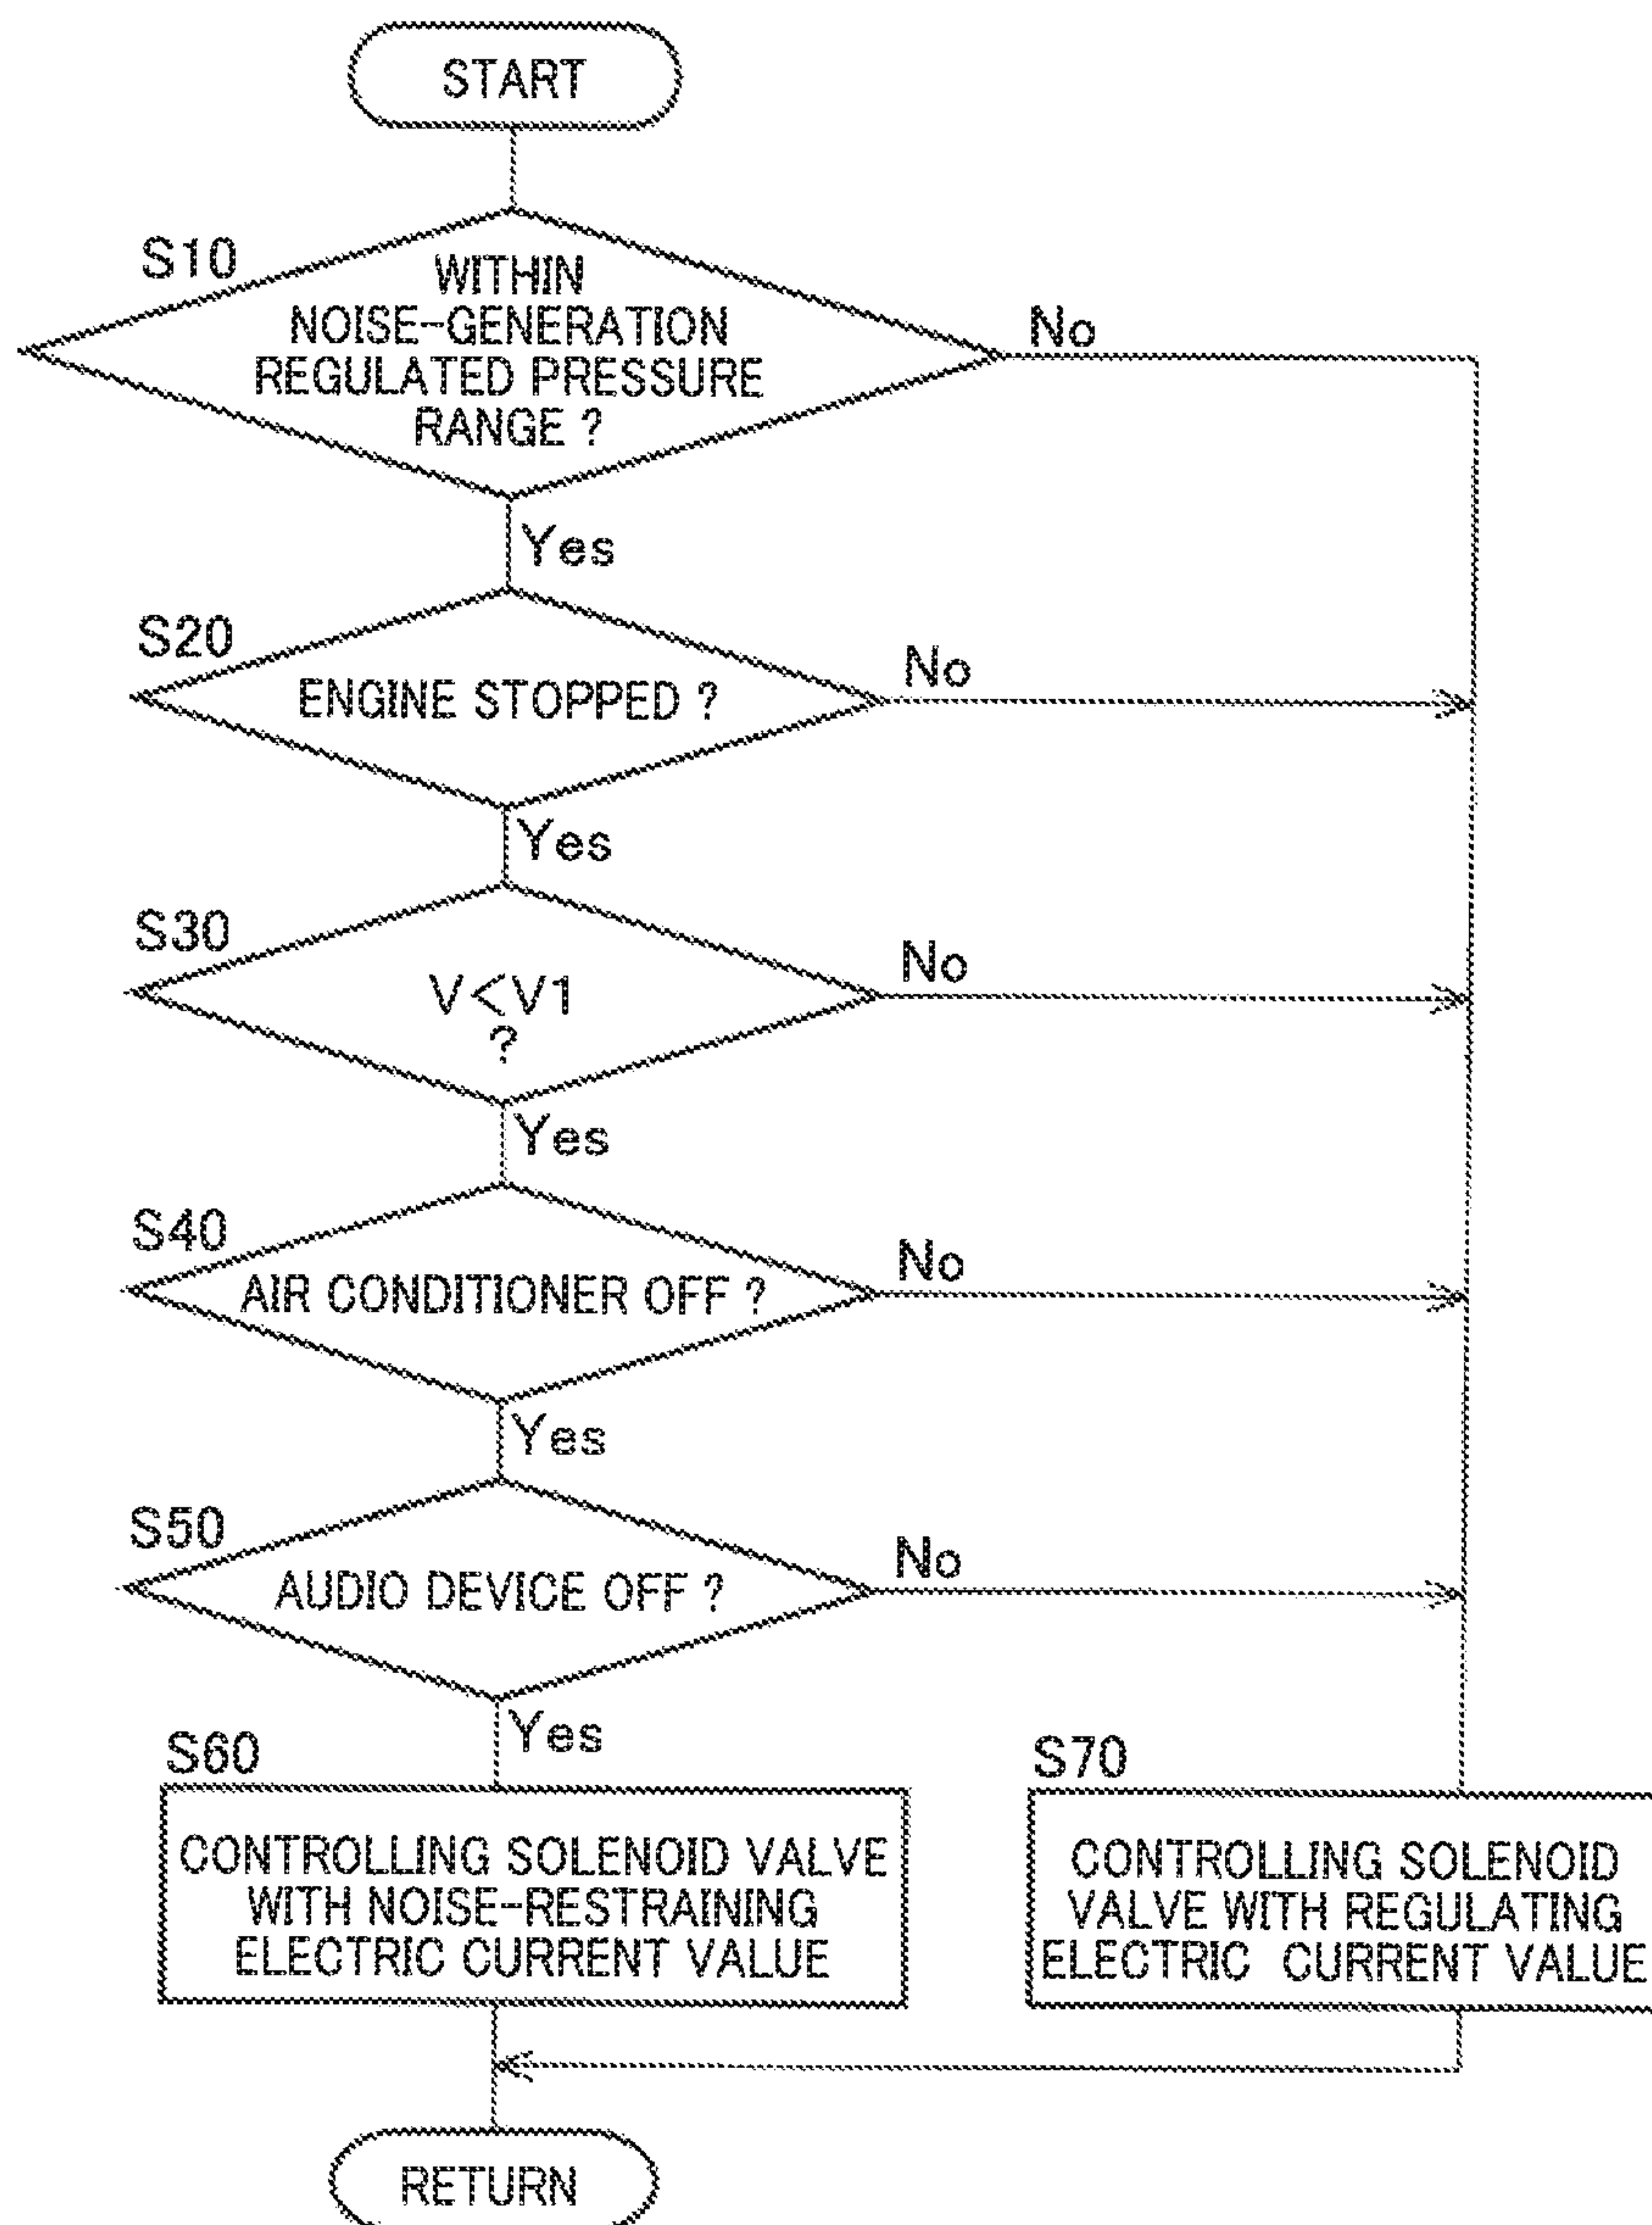 START
S10
WITHIN
NOISE-GENERATION
REGULATED PRESSURE
RANGE ?
No
Yes
S20
ENGINE STOPPED ?
No
Yes
S30
V<V1
?
No
Yes
S40
AIR CONDITIONER OFF ?
No
Yes
S50
AUDIO DEVICE OFF ?
No
Yes
S60
CONTROLLING SOLENOID VALVE
WITH NOISE-RESTRAINING
ELECTRIC CURRENT VALUE
S70
CONTROLLING SOLENOID
VALVE WITH REGULATING
ELECTRIC CURRENT VALUE
RETURN